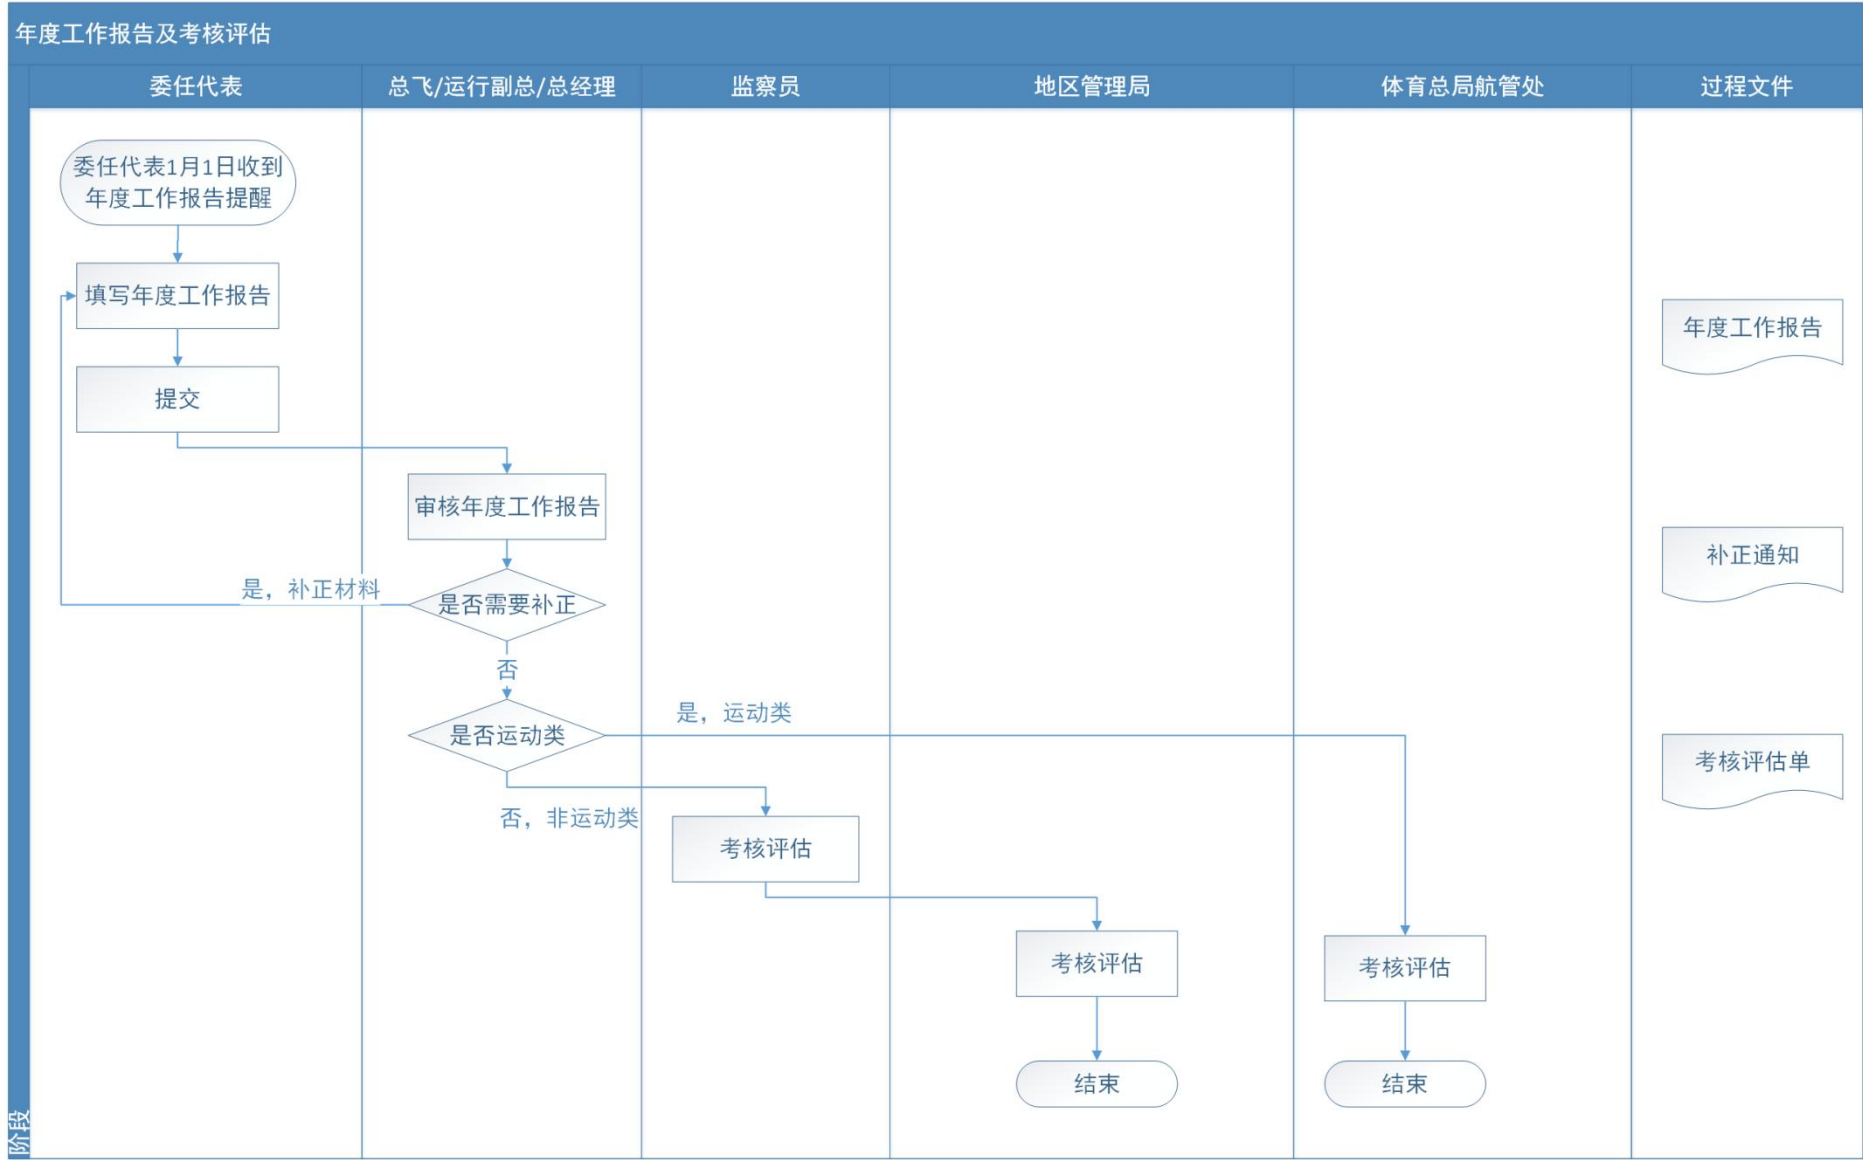 年度工作报告及考核评估
委任代表
总飞/运行副总/总经理
监察员
地区管理局
体育总局航管处
过程文件
委任代表1月1日收到
年度工作报告提醒
填写年度工作报告
年度工作报告
提交
审核年度工作报告
补正通知
是，补正材料
是否需要补正
否
是，运动类
是否运动类
考核评估单
否，非运动类
考核评估
考核评估
考核评估
结束
结束
阶段